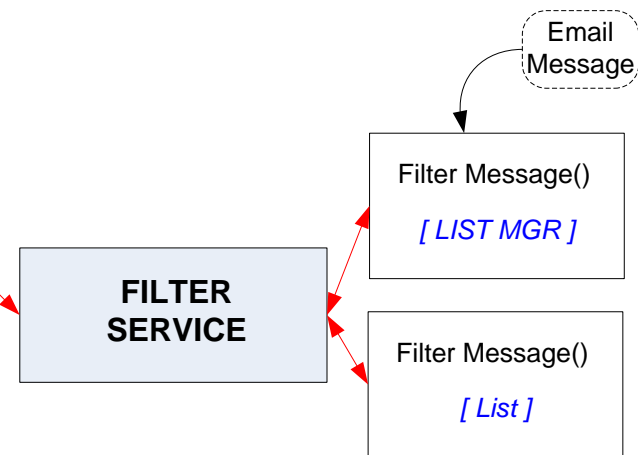 Email
Message
Filter Message()
[ LIST MGR ]
FILTER
SERVICE
Filter Message()
[ List ]